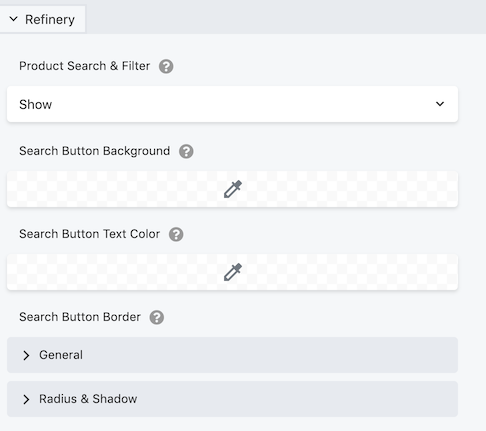 Refinery
Product Search & Filter ?
Show
Search Button Background ?
Search Button Text Color ?
Search Button Border ?
General
Radius & Shadow